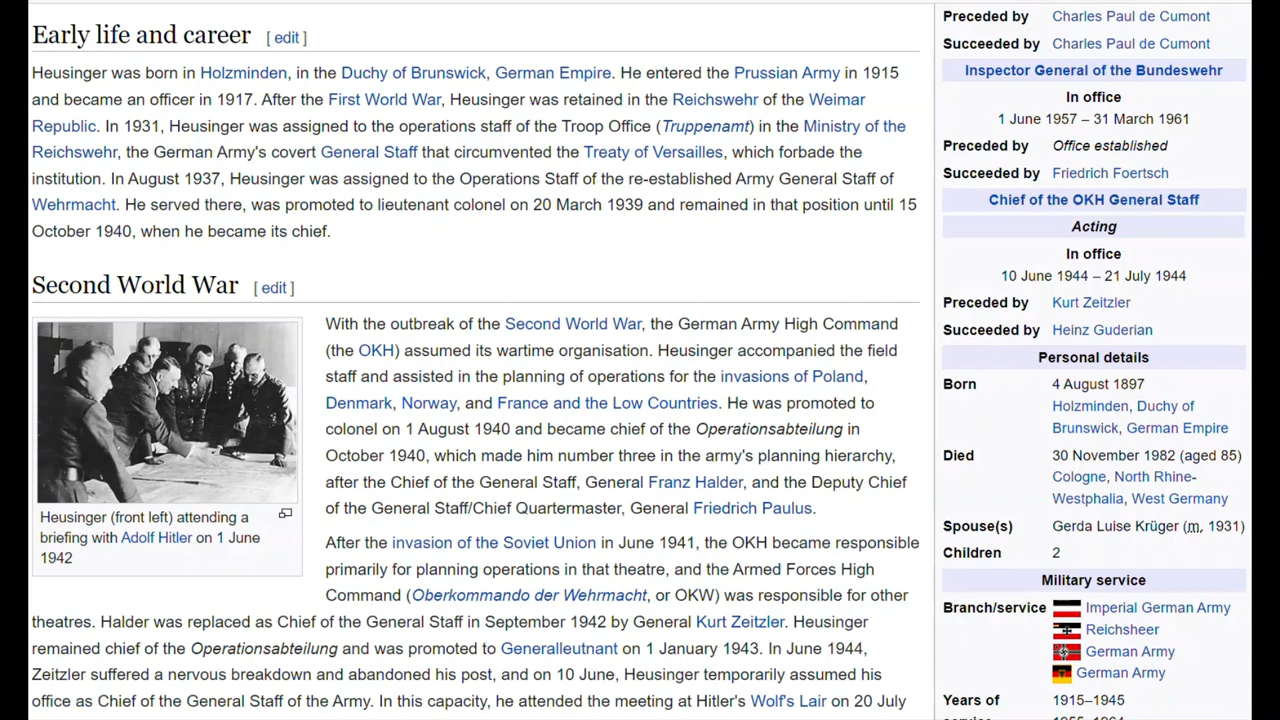 Early life and career [ edit ]
Heusinger was born in Holzminden, in the Duchy of Brunswick, German Empire. He entered the Prussian Army in 1915
and became an officer in 1917. After the First World War, Heusinger was retained in the Reichswehr of the Weimar
Republic. In 1931, Heusinger was assigned to the operations staff of the Troop Office (Truppenamt) in the Ministry of the
Reichswehr, the German Army's covert General Staff that circumvented the Treaty of Versailles, which forbade the
institution. In August 1937, Heusinger was assigned to the Operations Staff of the re-established Army General Staff of
Wehrmacht. He served there, was promoted to lieutnant colonel on 20 March 1939 and remained in that position until 15
October 1940, when he became its chief.
Second World War [ edit ]
Heusinger (front left) attending a
briefing with Adolf Hitler on 1 June
1942
With the outbreak of the Second World War, the German Army High Command
(the OKH) assumed its wartime organisation. Heusinger accompanied the field
staff and assisted in the planning of operations for the invasions of Poland,
Denmark, Norway, and France and the Low Countries. He was promoted to
colonel on 1 August 1940 and became chief of the Operationsabteilung in
October 1940, which made him number three in the army's planning hierarchy,
after the Chief of the General Staff, General Franz Halder, and the Deputy Chief
of the General Staff/Chief Quartermaster, General Friedrich Paulus.
After the invasion of the Soviet Union in June 1941, the OKH became responsible
primarily for planning operations in that theatre, and the Armed Forces High
Command (Oberkommando der Wehrmacht, or OKW) was responsible for other
theatres. Halder was replaced as Chief of the General Staff in September 1942 by General Kurt Zeitzler. Heusinger
remained chief of the Operationsabteilung and was promoted to Generalleutnant on 1 January 1943. In June 1944,
Zeitzler suffered a nervous breakdown and abandoned his post, and on 10 June, Heusinger temporarily assumed his
office as Chief of the General Staff of the Army. In this capacity, he attended the meeting at Hitler's Wolf's Lair on 20 July
Preceded by Charles Paul de Cumont
Succeeded by Charles Paul de Cumont
Inspector General of the Bundeswehr
In office
1 June 1957 – 31 March 1961
Preceded by Office established
Succeeded by Friedrich Foertsch
Chief of the OKH General Staff
Acting
In office
10 June 1944 – 21 July 1944
Preceded by Kurt Zeitzler
Succeeded by Heinz Guderian
Personal details
Born 4 August 1897
Holzminden, Duchy of
Brunswick, German Empire
Died 30 November 1982 (aged 85)
Cologne, North Rhine-
Westphalia, West Germany
Spouse(s) Gerda Luise Krüger (m. 1931)
Children 2
Military service
Branch/service Imperial German Army
Reichsheer
German Army
German Army
Years of 1915–1945